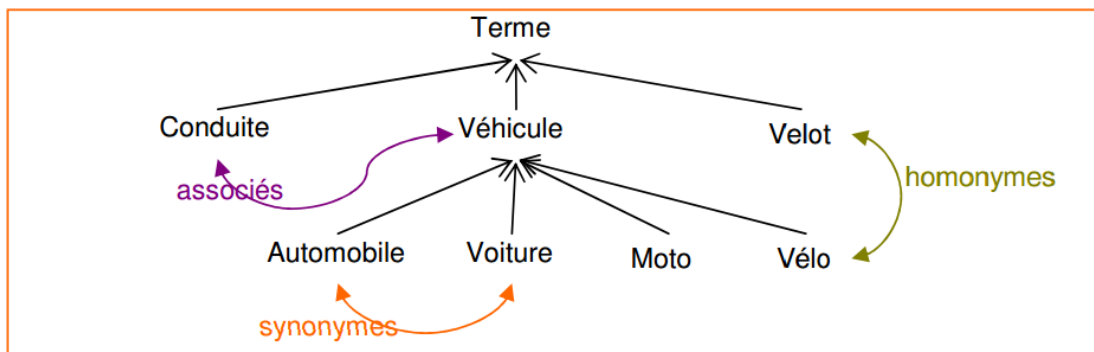 Terme
Conduite Véhicule Velot
associés homonymes
Automobile Voiture Moto Vélo
synonymes